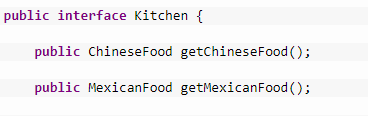 public interface Kitchen {
public ChineseFood getChineseFood();
public MexicanFood getMexicanFood();